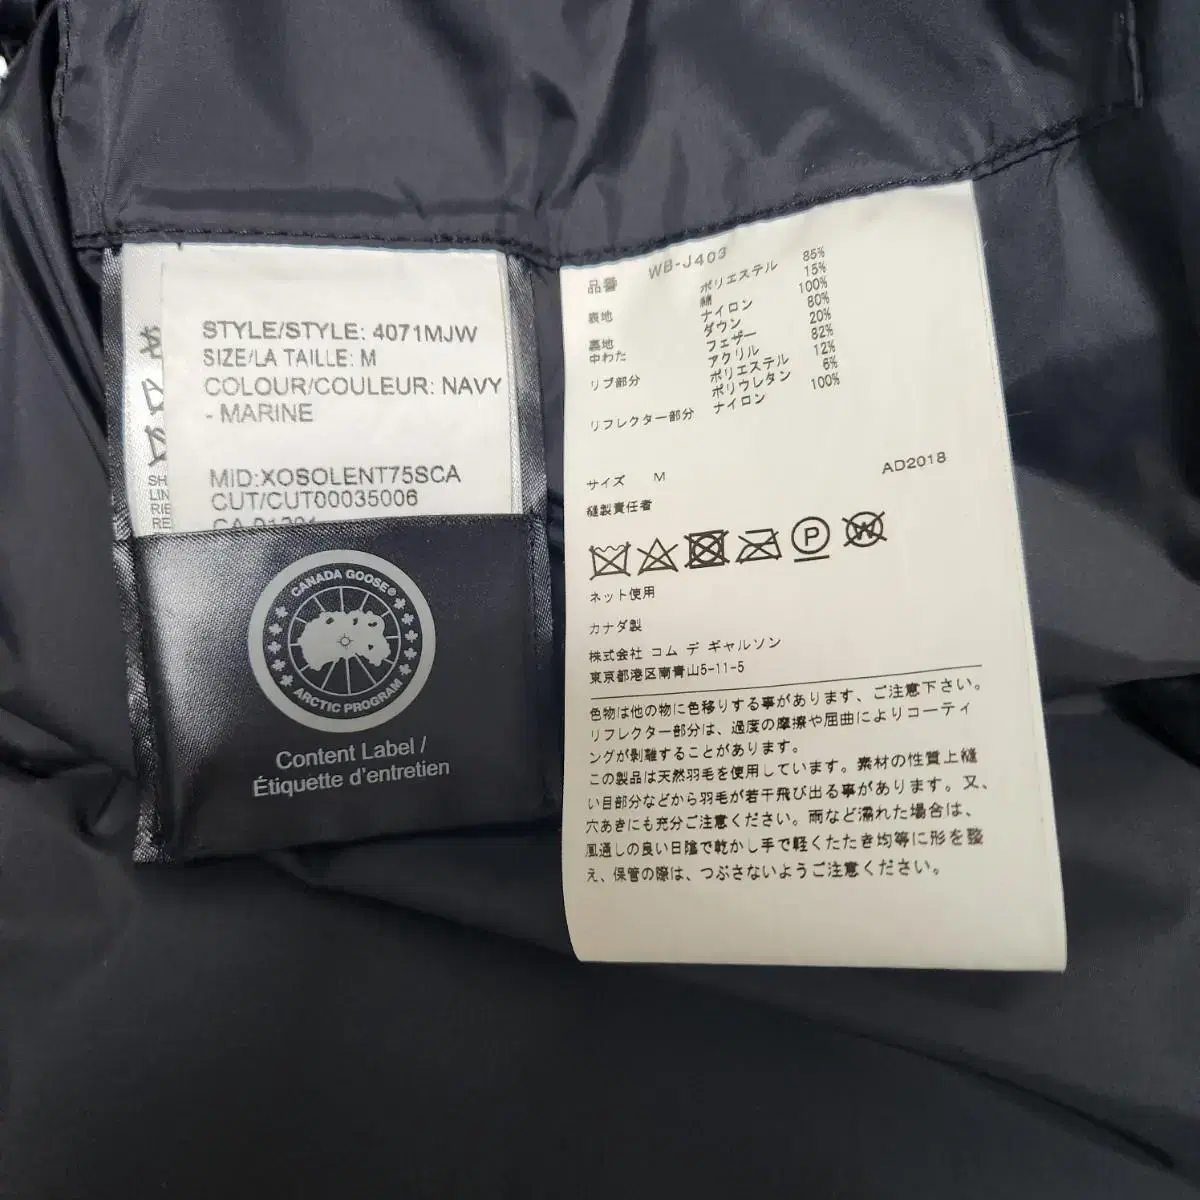 STYLE/STYLE: 4071MJW
SIZE/LA TAILLE: M
COLOUR/COULEUR: NAVY
- MARINE
MID:XOSOLENT75SCA
CUT/CUT00035006
SH
LIN
RIE
RE
CANADA GOOSE®
ARCTIC PROGRAM
Content Label /
Étiquette d'entretien
品番 WB-J403
表地 ポリエステル 85%
綿 15%
裏地 ナイロン 100%
中わた ダウン 80%
フェザー 20%
リブ部分 アクリル 82%
ポリエステル 12%
ポリウレタン 6%
リフレクター部分 ナイロン 100%
サイズ M AD2018
縫製責任者
P W
ネット使用
カナダ製
株式会社 コム デ ギャルソン
東京都港区南青山5-11-5
色物は他の物に色移りする事があります、ご注意下さい。
リフレクター部分は、過度の摩擦や屈曲によりコーティ
ングが剥離することがあります。
この製品は天然羽毛を使用しています。素材の性質上縫
い目部分などから羽毛が若干飛び出る事があります。又、
穴あきにも充分ご注意ください。雨など濡れた場合は、
風通しの良い日陰で乾かし手で軽くたたき均等に形を整
え、保管の際は、つぶさないようご注意ください。